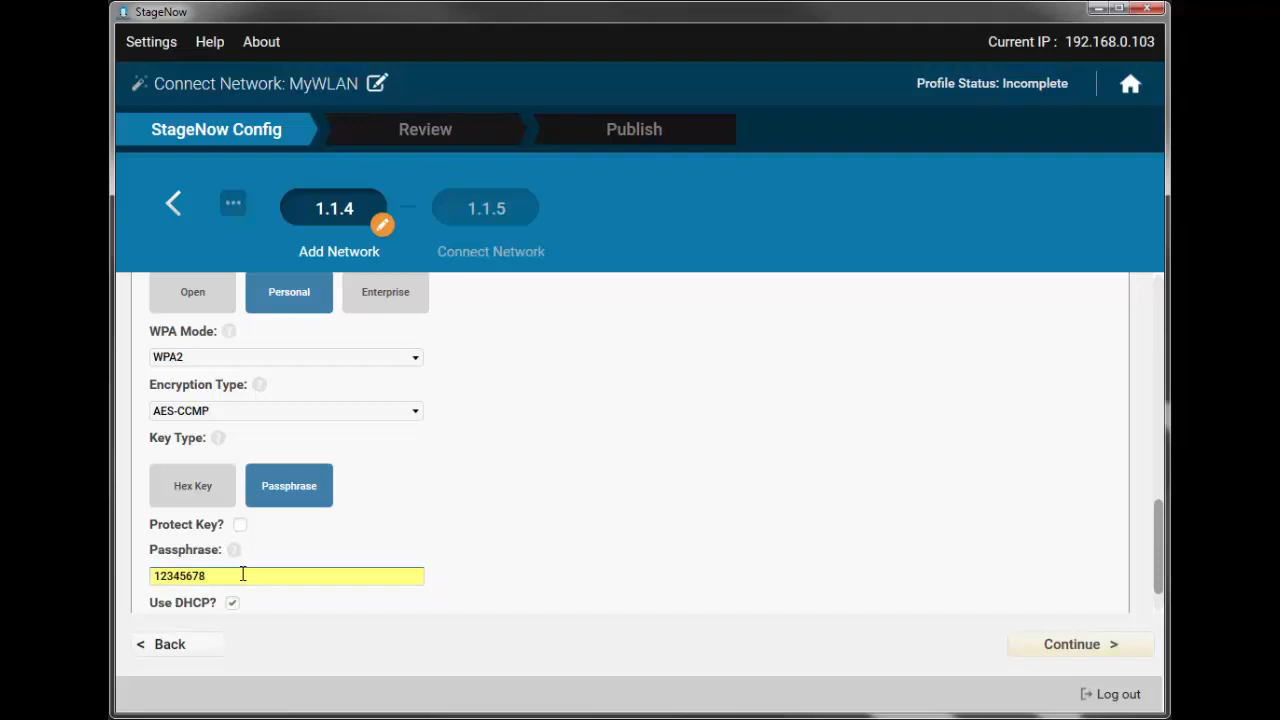 StageNow
Settings Help About Current IP : 192.168.0.103
Connect Network: MyWLAN Profile Status: Incomplete
StageNow Config Review Publish
... 1.1.4 1.1.5
Add Network Connect Network
Open Personal Enterprise
WPA Mode: ?
WPA2
Encryption Type: ?
AES-CCMP
Key Type: ?
Hex Key Passphrase
Protect Key?
Passphrase: ?
12345678
Use DHCP?
< Back Continue >
Log out